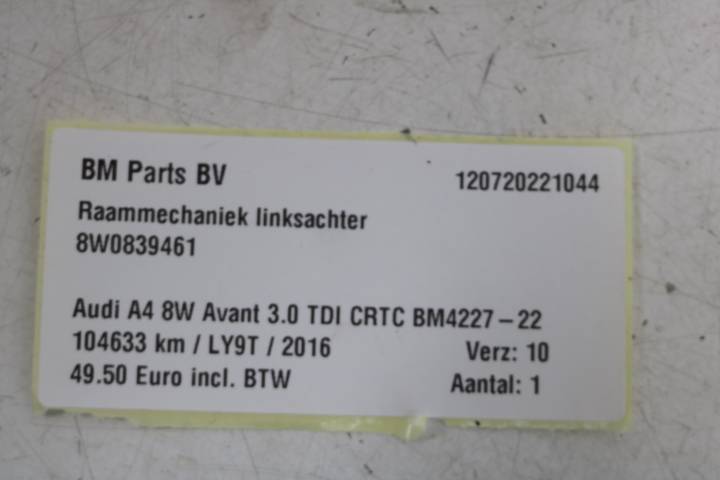 BM Parts BV 120720221044
Raammechaniek linksachter
8W0839461
Audi A4 8W Avant 3.0 TDI CRTC BM4227-22
104633 km / LY9T / 2016 Verz: 10
49.50 Euro incl. BTW Aantal: 1